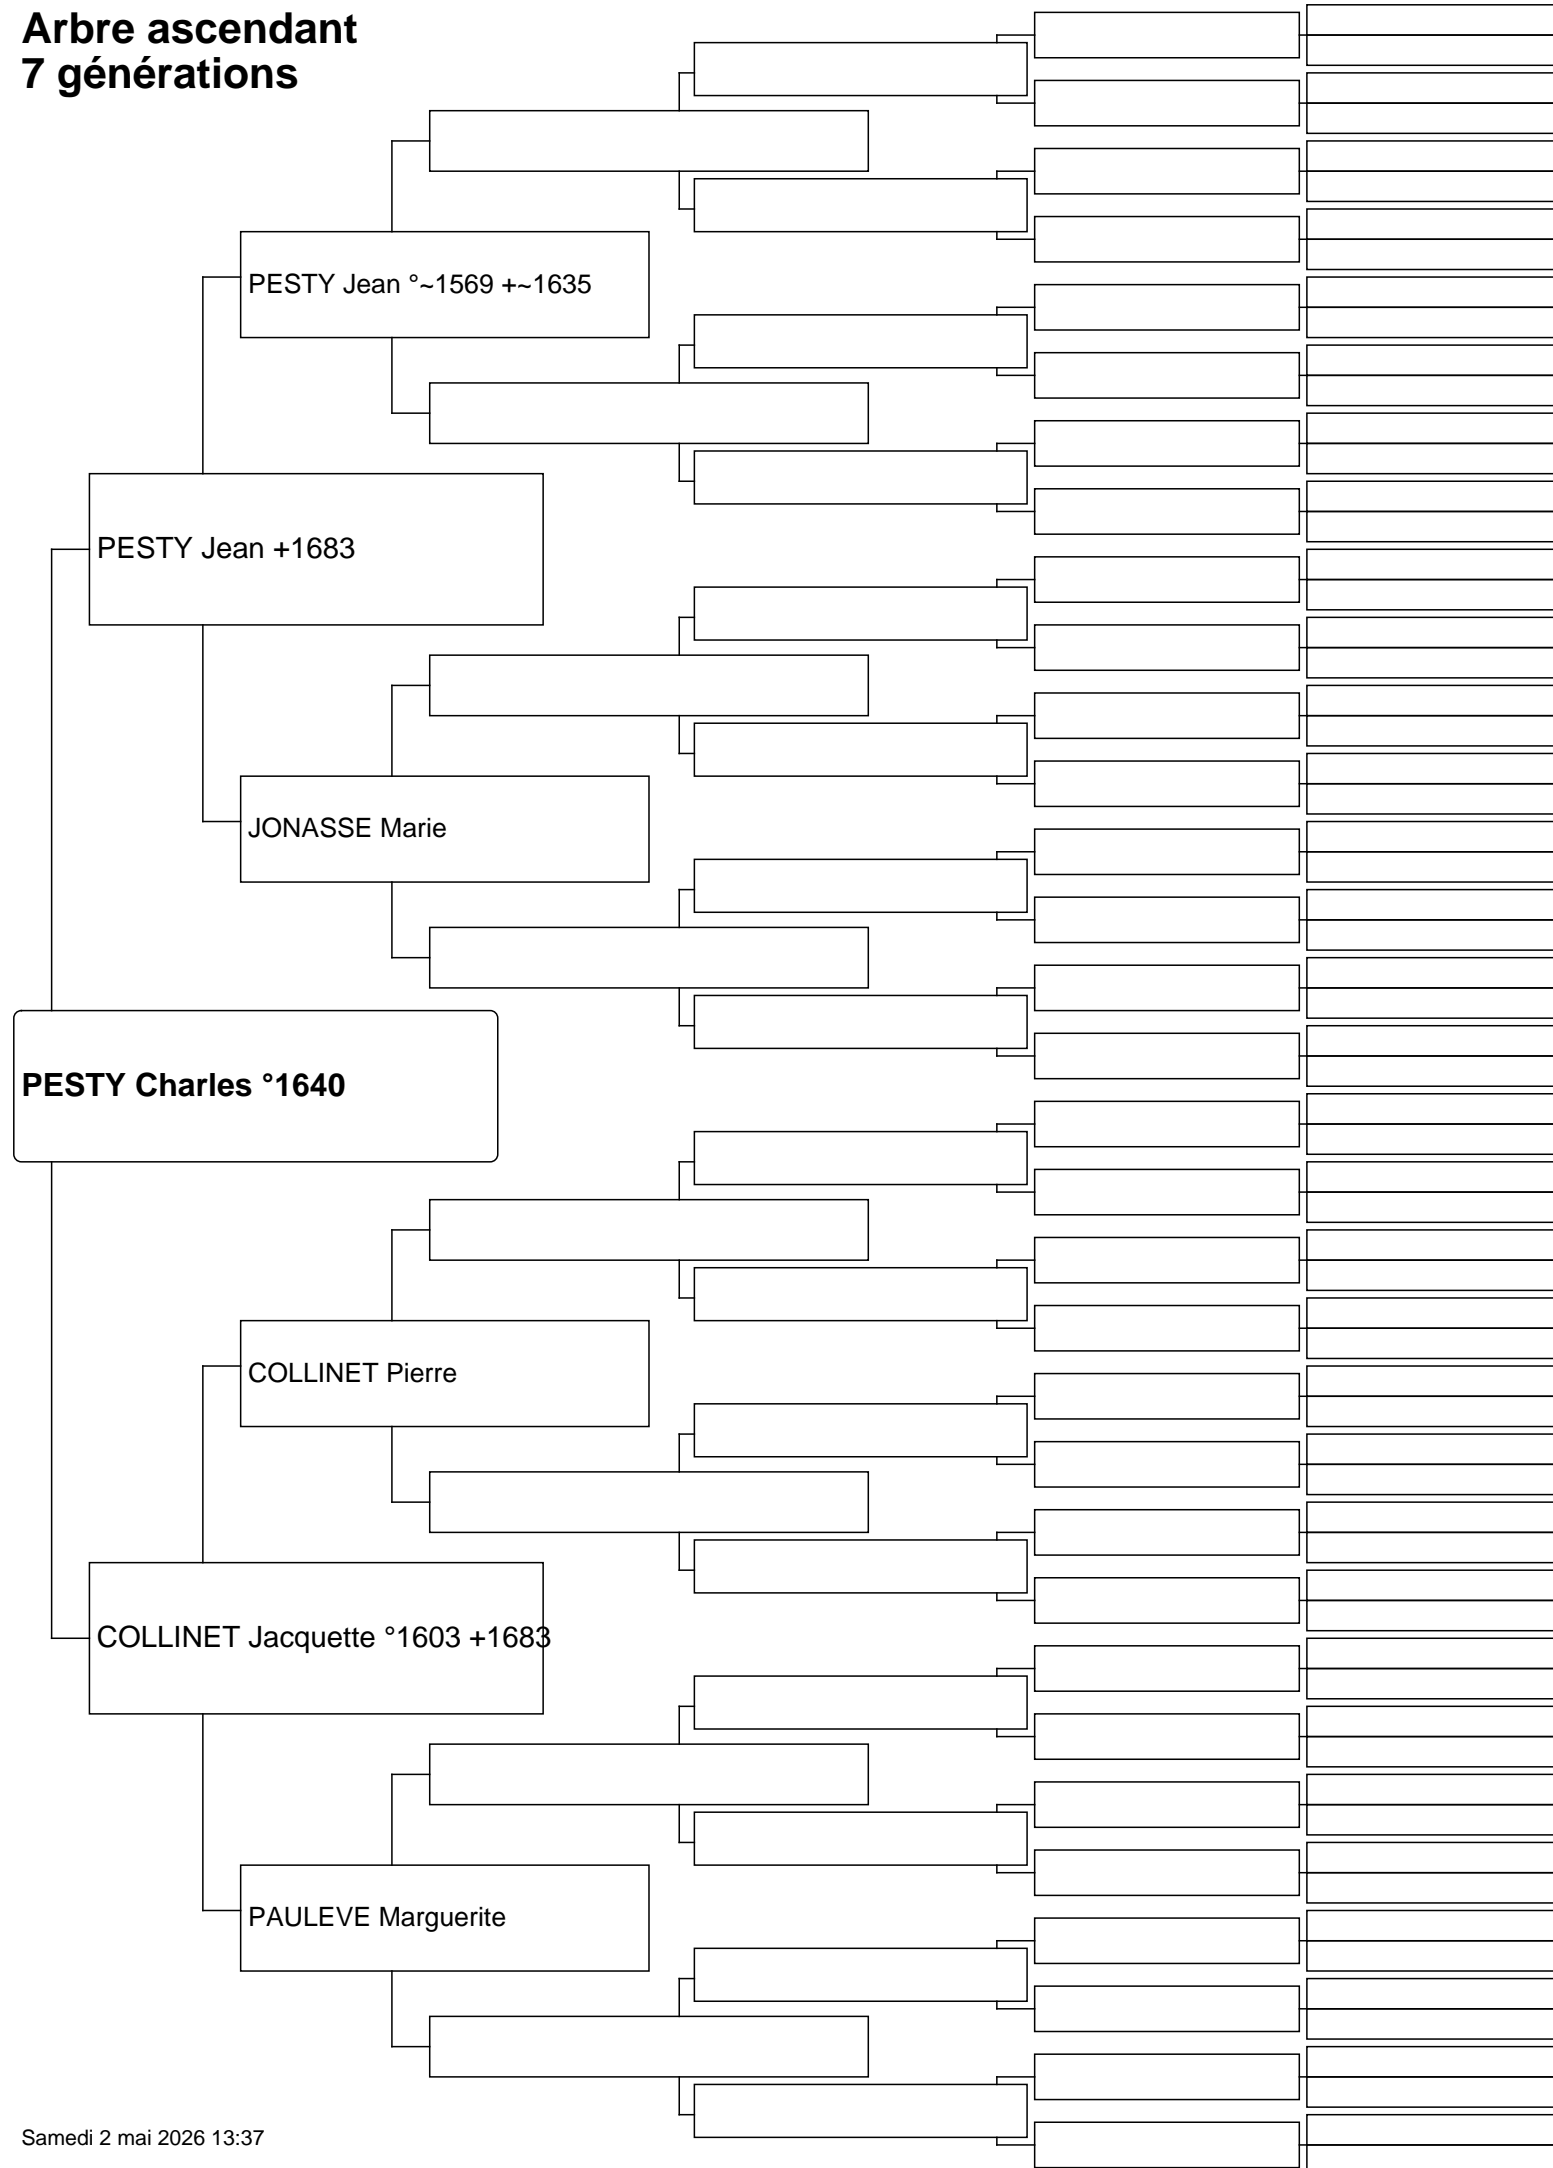 Arbre ascendant
7 générations
PESTY Jean °~1569 +~1635
PESTY Jean +1683
JONASSE Marie
PESTY Charles °1640
COLLINET Pierre
COLLINET Jacquette °1603 +1683
PAULEVE Marguerite
Samedi 2 mai 2026 13:37